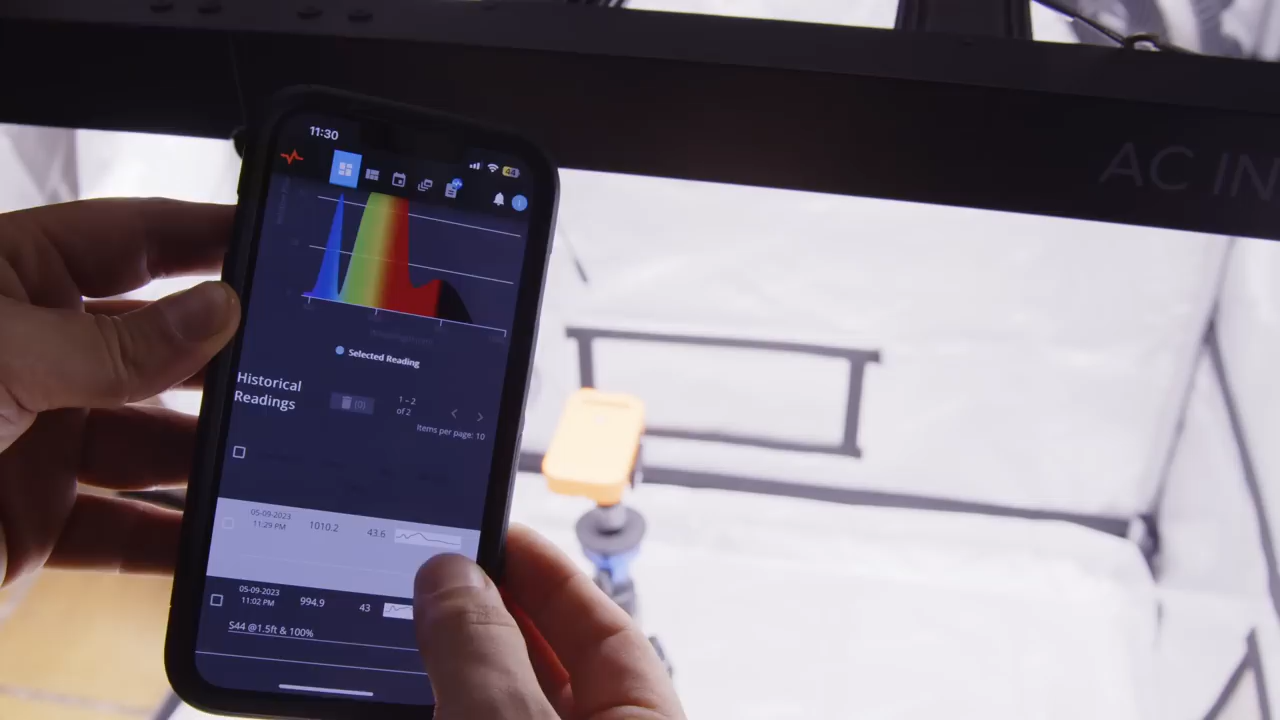 11:30
44
AC IN
Selected Reading
Historical
Readings
(0)
1 – 2
of 2
Items per page: 10
05-09-2023
11:29 PM
1010.2
43.6
05-09-2023
11:02 PM
994.9
43
S44 @1.5ft & 100%